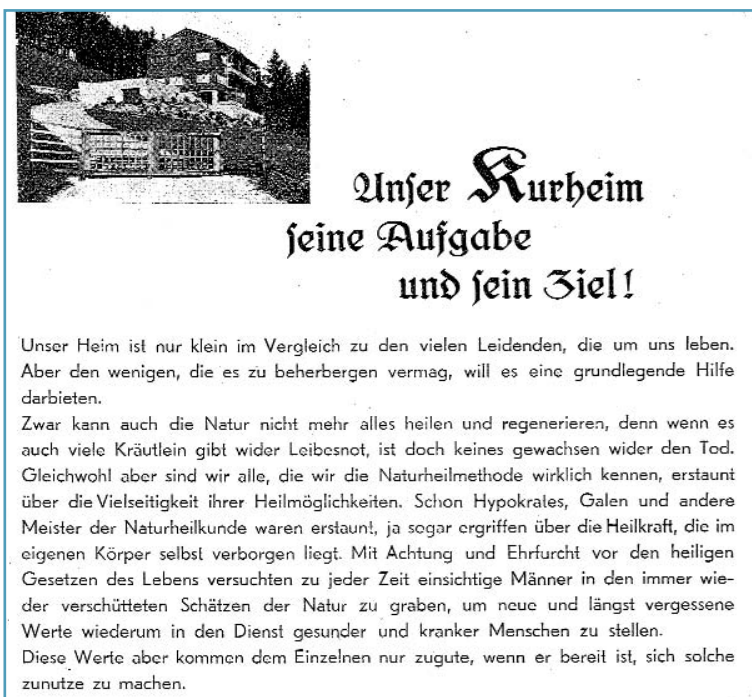 Unser Kurheim
seine Aufgabe
und sein Ziel!
Unser Heim ist nur klein im Vergleich zu den vielen Leidenden, die um uns leben.
Aber den wenigen, die es zu beherbergen vermag, will es eine grundlegende Hilfe
darbieten.
Zwar kann auch die Natur nicht mehr alles heilen und regenerieren, denn wenn es
auch viele Kräutlein gibt wider Leibesnot, ist doch keines gewachsen wider den Tod.
Gleichwohl aber sind wir alle, die wir die Naturheilmethode wirklich kennen, erstaunt
über die Vielseitigkeit ihrer Heilmöglichkeiten. Schon Hypokrates, Galen und andere
Meister der Naturheilkunde waren erstaunt, ja sogar ergriffen über die Heilkraft, die im
eigenen Körper selbst verborgen liegt. Mit Achtung und Ehrfurcht vor den heiligen
Gesetzen des Lebens versuchten zu jeder Zeit einsichtige Männer in den immer wie-
der verschütteten Schätzen der Natur zu graben, um neue und längst vergessene
Werte wiederum in den Dienst gesunder und kranker Menschen zu stellen.
Diese Werte aber kommen dem Einzelnen nur zugute, wenn er bereit ist, sich solche
zunutze zu machen.